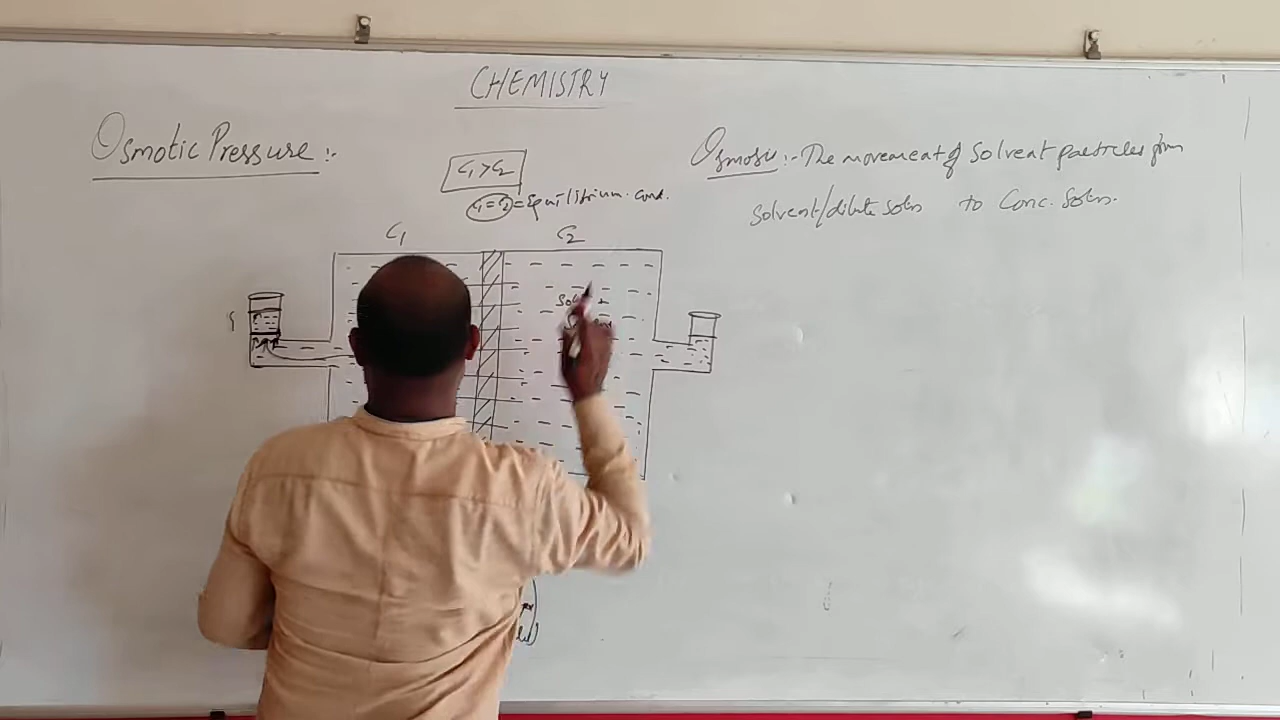 CHEMISTRY
Osmotic Pressure :-
C1 > C2
C1 = C2 = Equilibrium. cond.
Osmosis :- The movement of Solvent particles from
Solvent/dilute Soln to Conc. Soln.
C1
C2